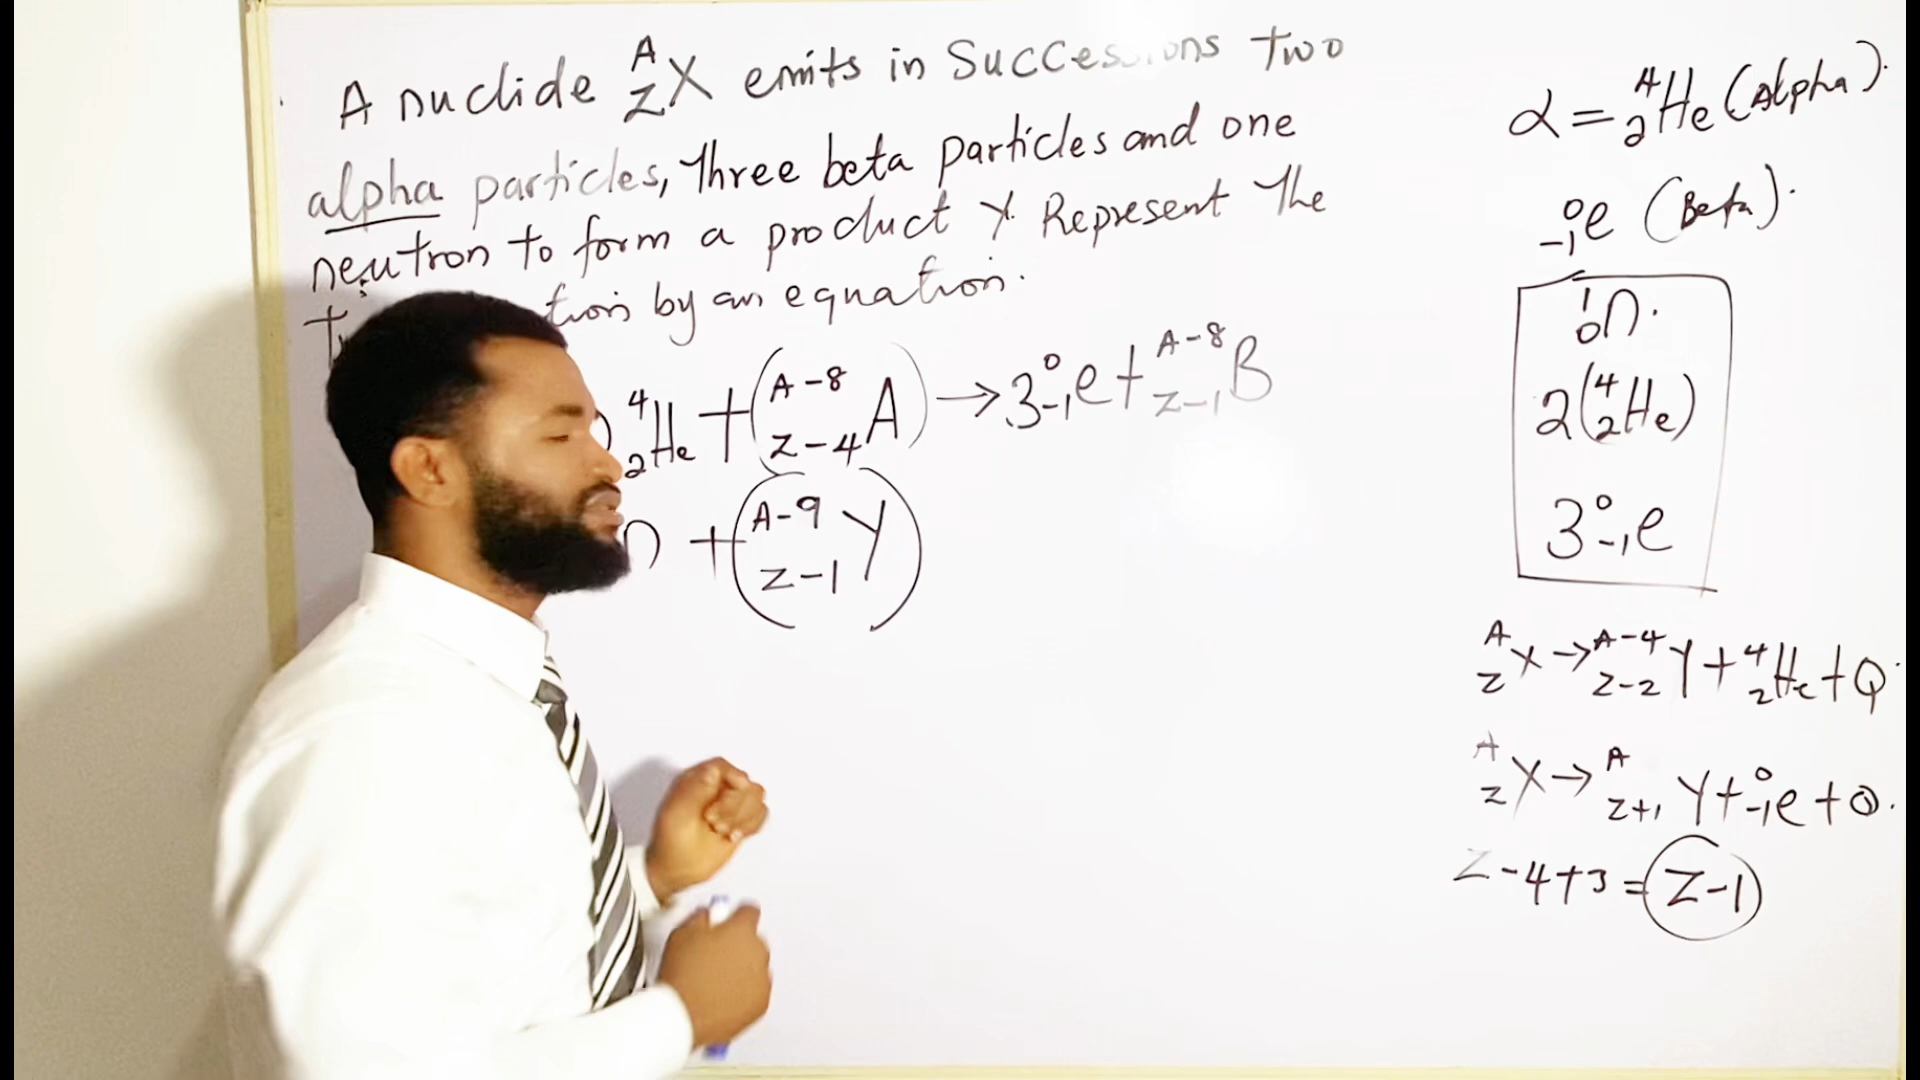 A nuclide ᴬ_Z X emits in Successions two
alpha particles, three beta particles and one
neutron to form a product Y. Represent the
by an equation.
⁴₂He + (ᴬ⁻⁸_Z₋₄ A) → 3 ⁰₋₁e + ᴬ⁻⁸_Z₋₁ B
n + (ᴬ⁻⁹_Z₋₁ Y)
α = ⁴₂He (Alpha).
⁰₋₁e (Beta).
¹₀n.
2(⁴₂He)
3 ⁰₋₁e
ᴬ_Z X → ᴬ⁻⁴_Z₋₂ Y + ⁴₂He + Q.
ᴬ_Z X → ᴬ_Z₊₁ Y + ⁰₋₁e + Q.
Z - 4 + 3 = Z - 1